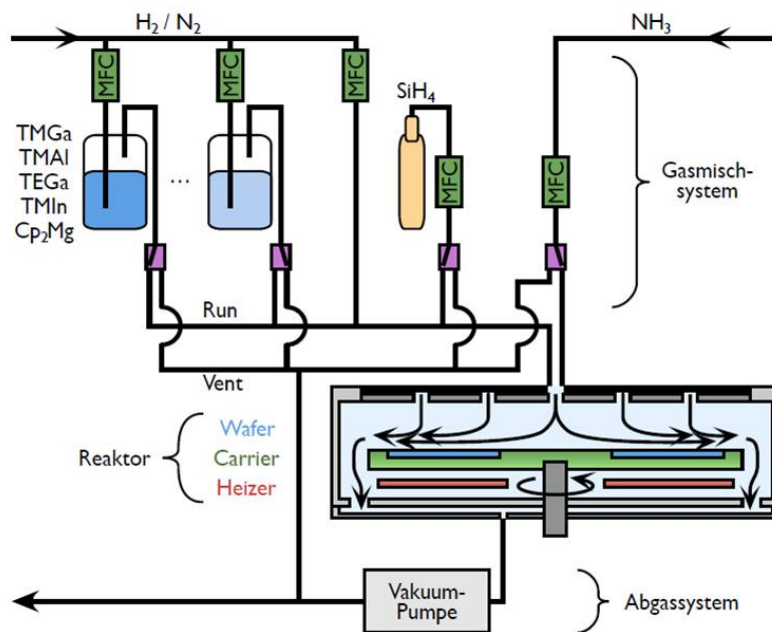 H₂ / N₂
NH₃
MFC
MFC
MFC
SiH₄
TMGa
TMAl
TEGa
TMIn
Cp₂Mg
...
MFC
MFC
Gasmisch-
system
Run
Vent
Reaktor
Wafer
Carrier
Heizer
Vakuum-
Pumpe
Abgassystem